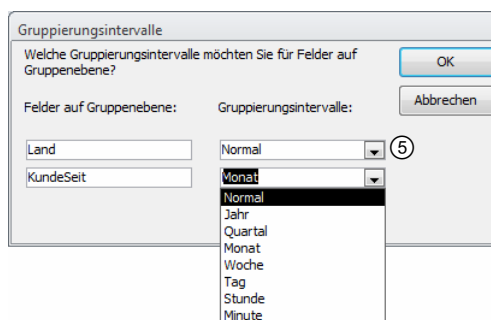 Gruppierungsintervalle
Welche Gruppierungsintervalle möchten Sie für Felder auf
Gruppenebene?
OK
Abbrechen
Felder auf Gruppenebene: Gruppierungsintervalle:
Land Normal ⑤
KundeSeit Monat
Normal
Jahr
Quartal
Monat
Woche
Tag
Stunde
Minute